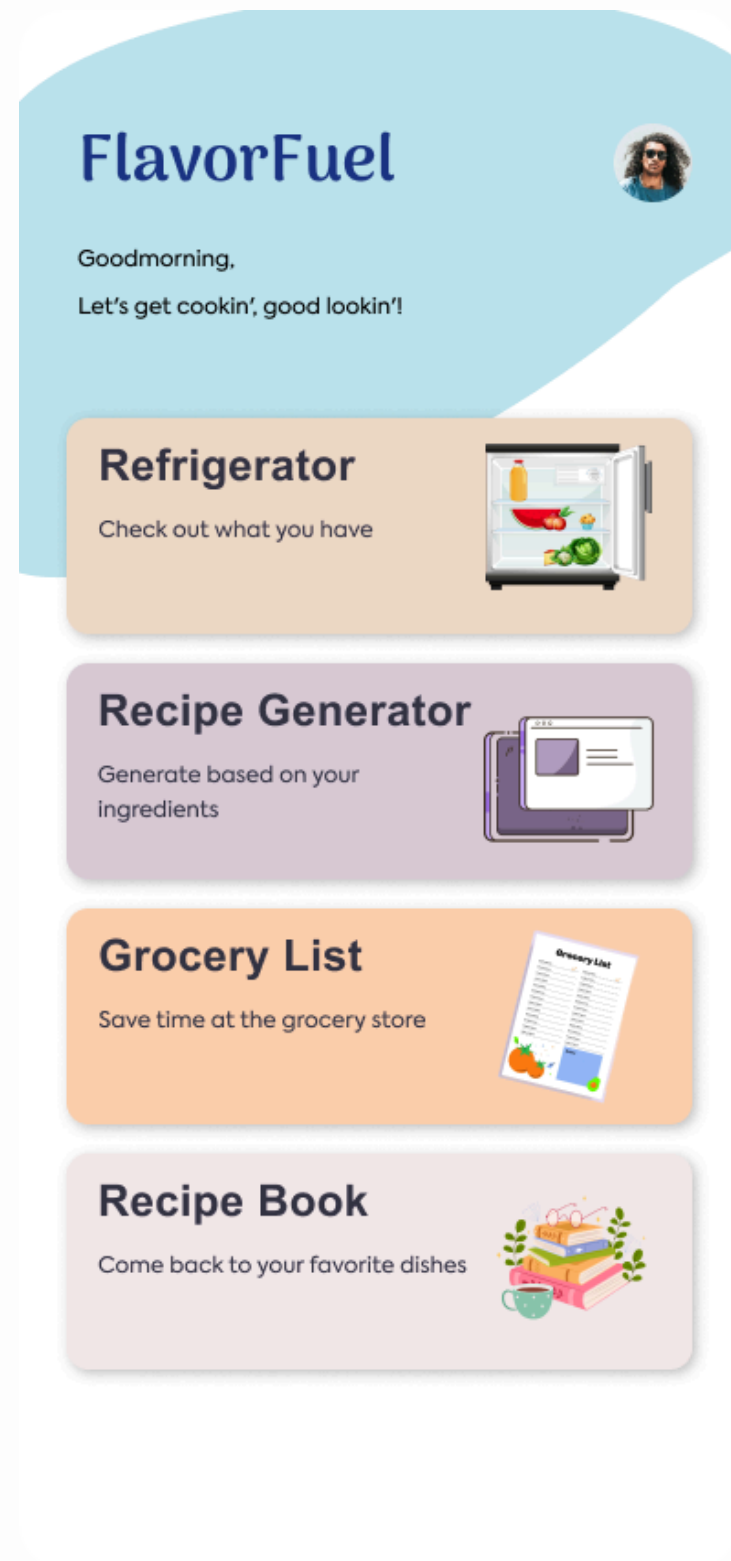 FlavorFuel
Goodmorning,
Let's get cookin', good lookin'!
Refrigerator
Check out what you have
Recipe Generator
Generate based on your
ingredients
Grocery List
Save time at the grocery store
Grocery List
Recipe Book
Come back to your favorite dishes